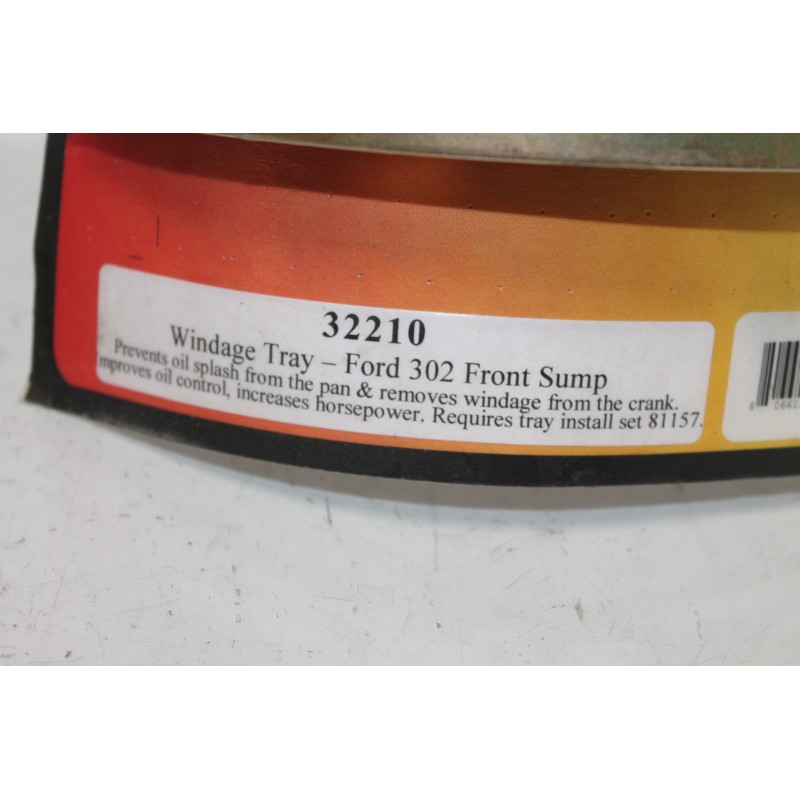 32210
Windage Tray – Ford 302 Front Sump
Prevents oil splash from the pan & removes windage from the crank.
mproves oil control, increases horsepower. Requires tray install set 81157.